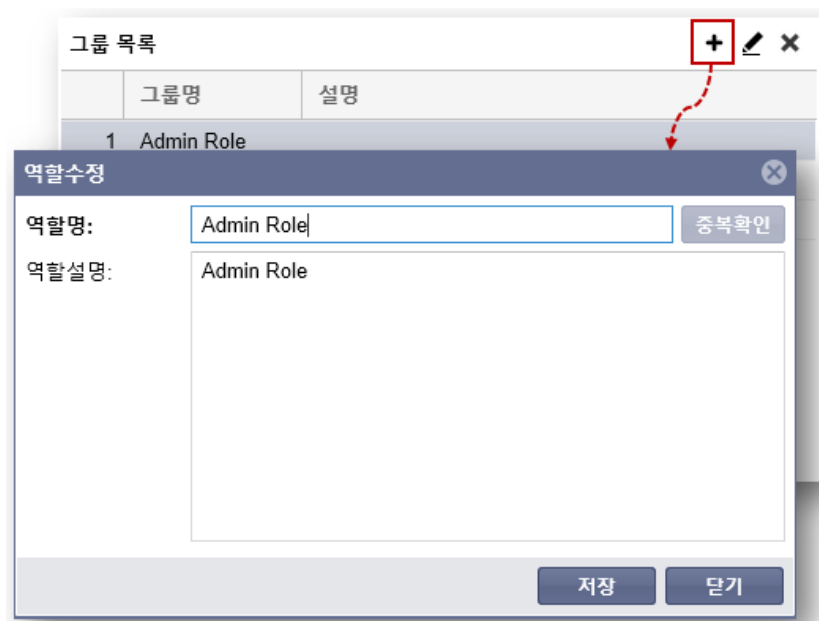 그룹 목록
그룹명 설명
1 Admin Role
역할수정
역할명: Admin Role 중복확인
역할설명: Admin Role
저장 닫기